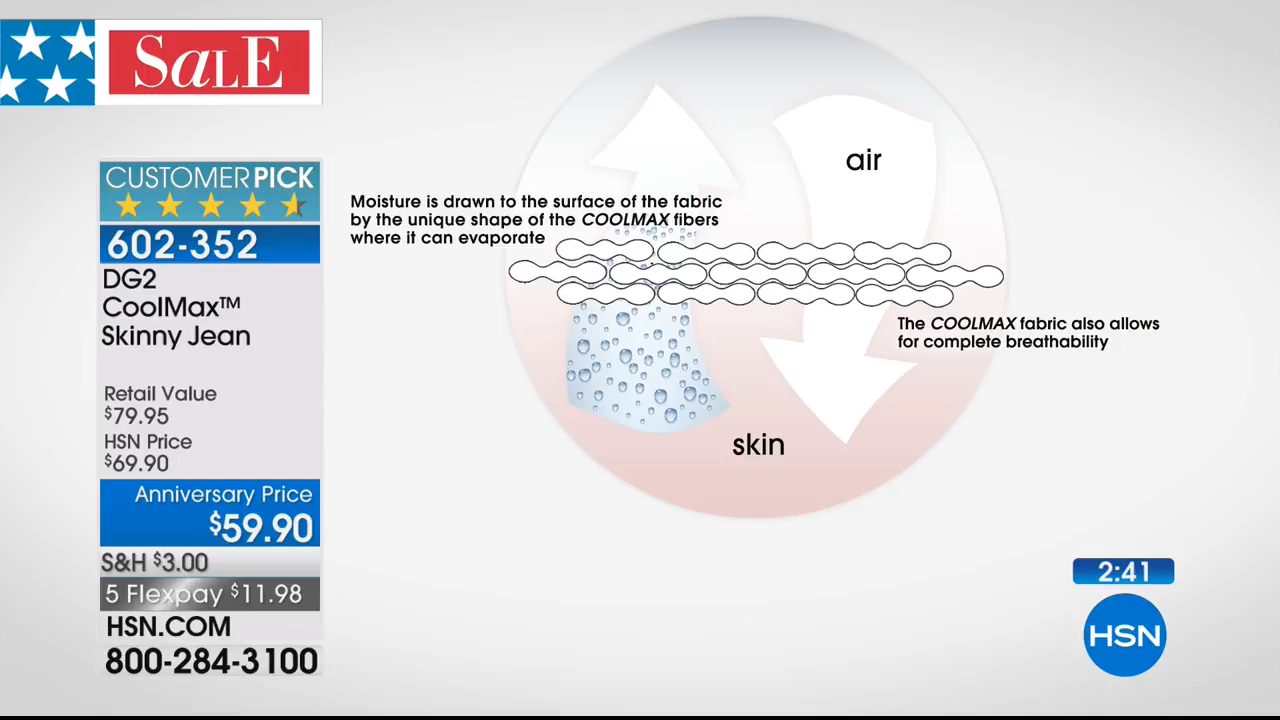 SaLE
CUSTOMERPICK
602-352
DG2
CoolMax™
Skinny Jean
Retail Value
$79.95
HSN Price
$69.90
Anniversary Price
$59.90
S&H $3.00
5 Flexpay $11.98
HSN.COM
800-284-3100
air
Moisture is drawn to the surface of the fabric
by the unique shape of the COOLMAX fibers
where it can evaporate
The COOLMAX fabric also allows
for complete breathability
skin
2:41
HSN